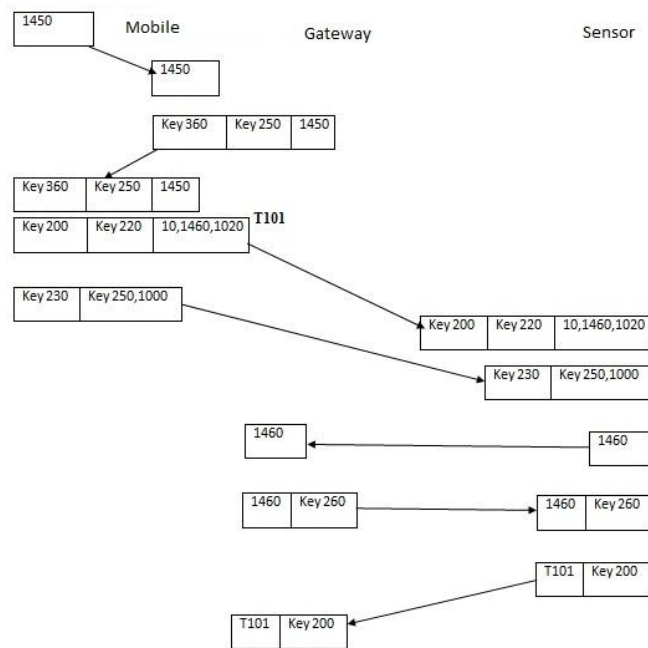 1450
Mobile
Gateway
Sensor
1450
Key 360 Key 250 1450
Key 360 Key 250 1450
Key 200 Key 220 10,1460,1020 T101
Key 230 Key 250,1000
Key 200 Key 220 10,1460,1020
Key 230 Key 250,1000
1460 1460
1460 Key 260 1460 Key 260
T101 Key 200
T101 Key 200